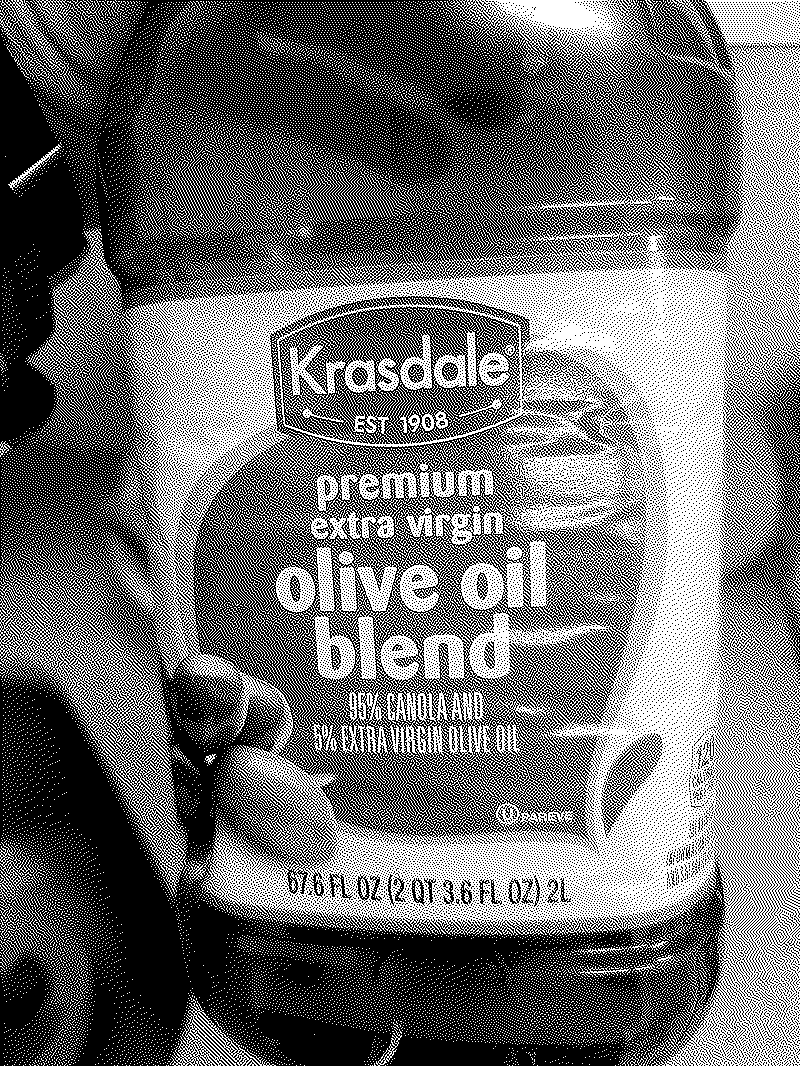 Krasdale®
EST 1908
premium
extra virgin
olive oil
blend
95% CANOLA AND
5% EXTRA VIRGIN OLIVE OIL
PAREVE
67.6 FL OZ (2 QT 3.6 FL OZ) 2L